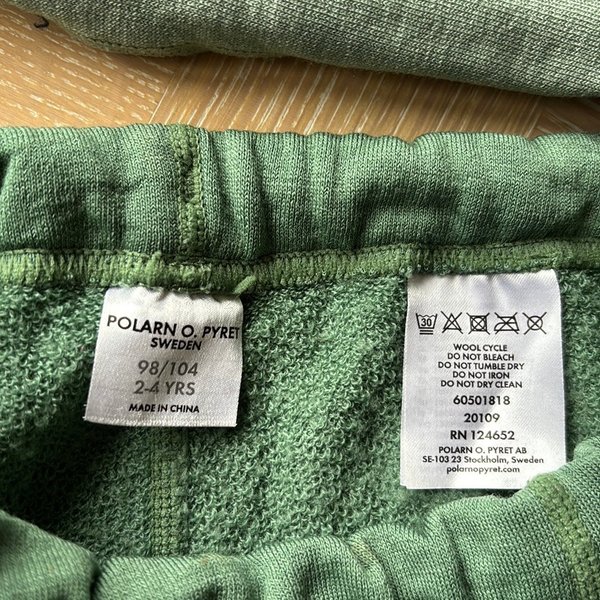 POLARN O. PYRET
SWEDEN
98/104
2-4 YRS
MADE IN CHINA
30
WOOL CYCLE
DO NOT BLEACH
DO NOT TUMBLE DRY
DO NOT IRON
DO NOT DRY CLEAN
60501818
20109
RN 124652
POLARN O. PYRET AB
SE-103 23 Stockholm, Sweden
polarnopyret.com